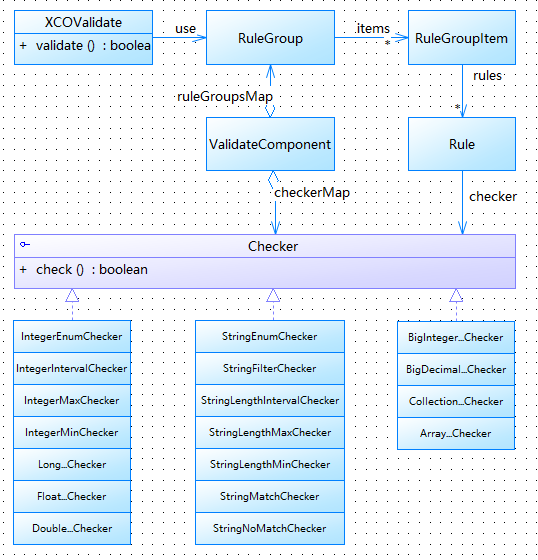 XCOValidate
+ validate () : boolea
use
RuleGroup
items
*
RuleGroupItem
ruleGroupsMap
rules
*
ValidateComponent
Rule
checkerMap
checker
Checker
+ check () : boolean
IntegerEnumChecker
IntegerIntervalChecker
IntegerMaxChecker
IntegerMinChecker
Long...Checker
Float...Checker
Double...Checker
StringEnumChecker
StringFilterChecker
StringLengthIntervalChecker
StringLengthMaxChecker
StringLengthMinChecker
StringMatchChecker
StringNoMatchChecker
BigInteger...Checker
BigDecimal...Checker
Collection...Checker
Array...Checker